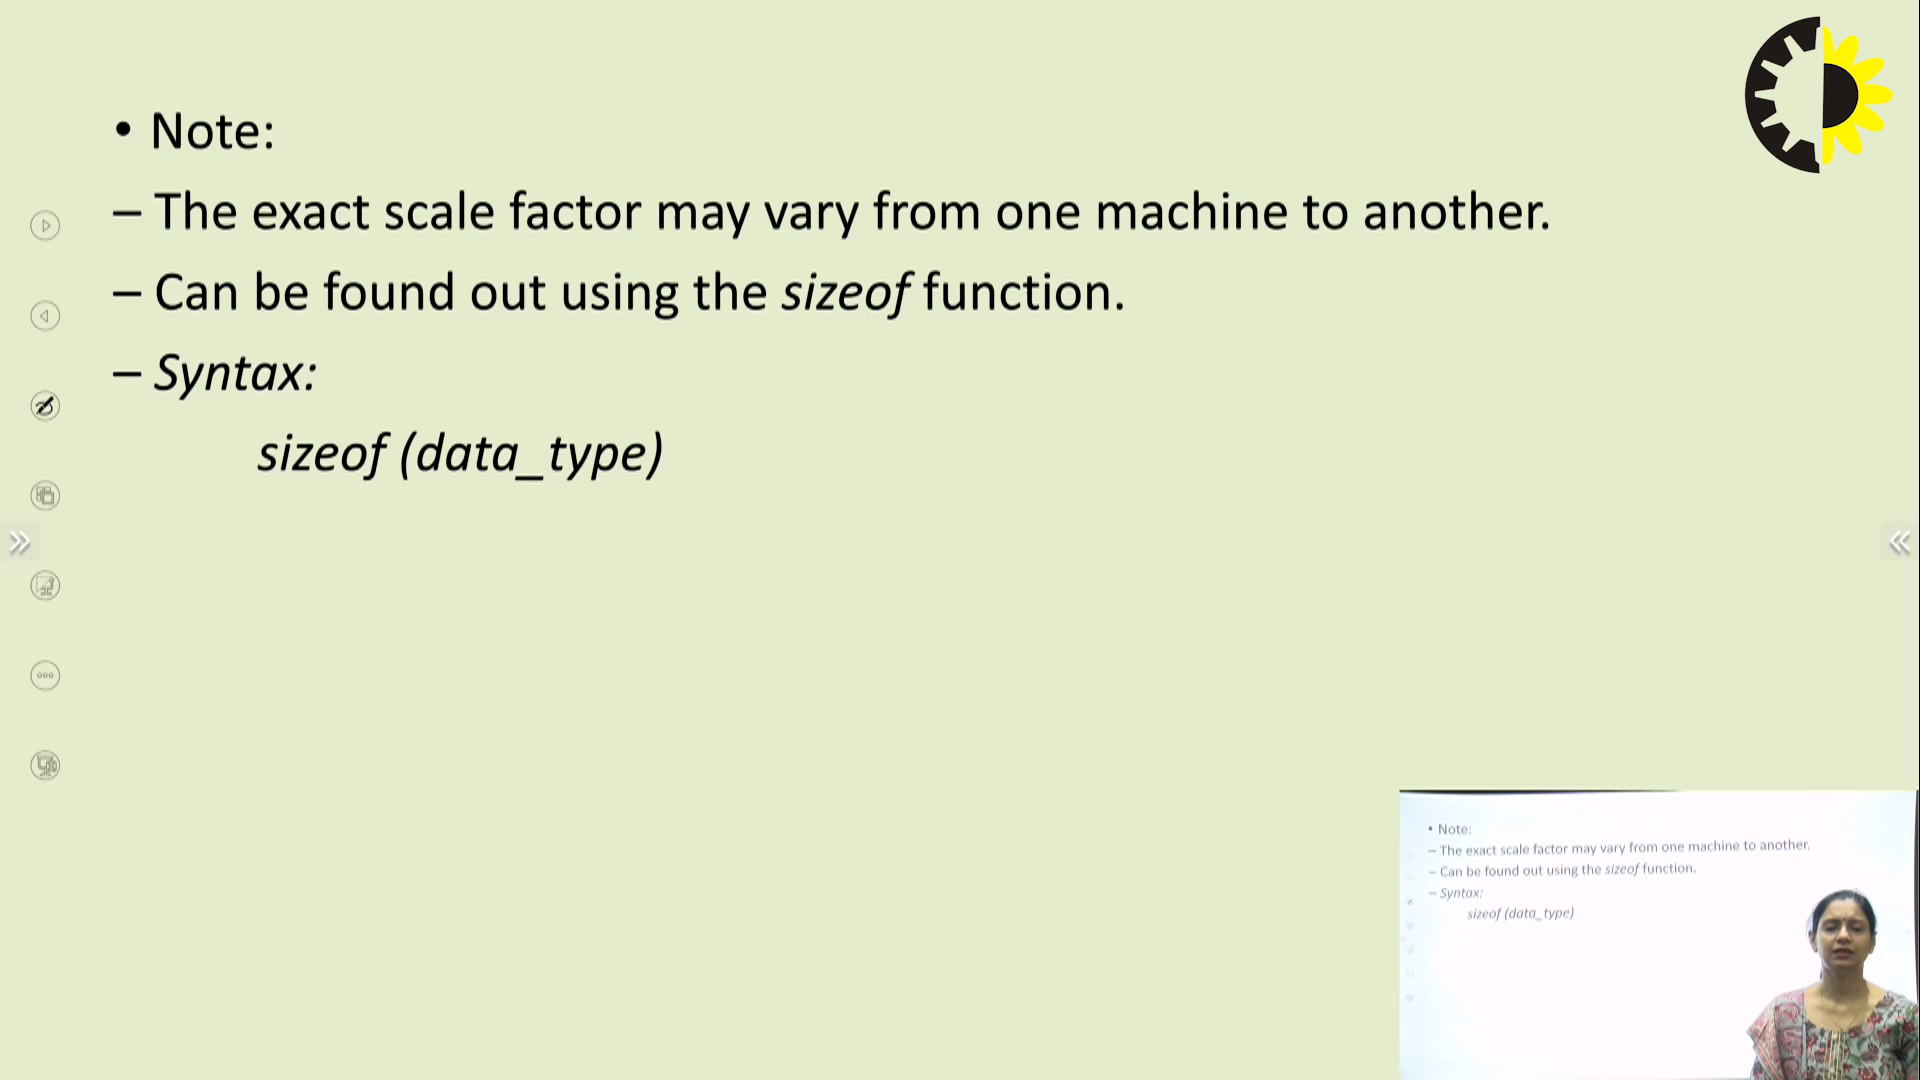 • Note:
– The exact scale factor may vary from one machine to another.
– Can be found out using the sizeof function.
– Syntax:
sizeof (data_type)
• Note:
– The exact scale factor may vary from one machine to another.
– Can be found out using the sizeof function.
– Syntax:
sizeof (data_type)